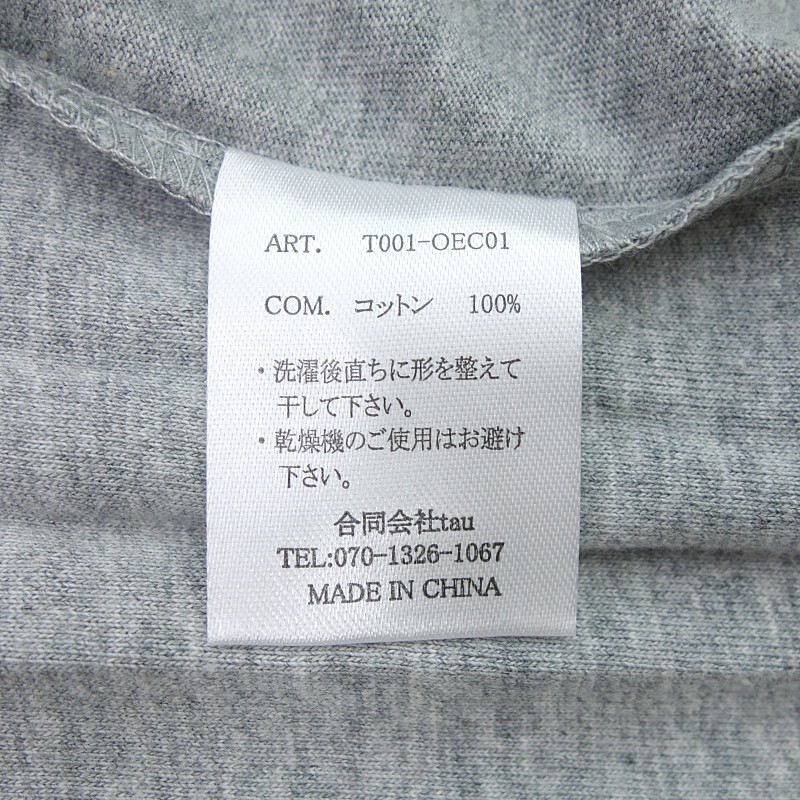 ART. T001-OEC01
COM. コットン 100%
・洗濯後直ちに形を整えて
干して下さい。
・乾燥機のご使用はお避け
下さい。
合同会社tau
TEL:070-1326-1067
MADE IN CHINA